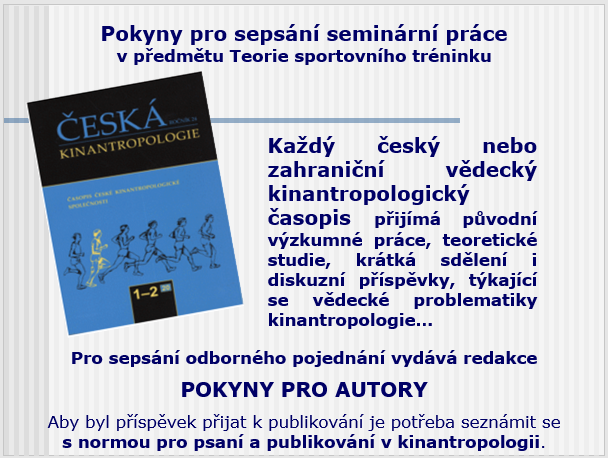 Pokyny pro sepsání seminární práce
v předmětu Teorie sportovního tréninku
ČESKÁ
ROČNÍK 26
KINANTROPOLOGIE
ČASOPIS ČESKÉ KINANTROPOLOGICKÉ
SPOLEČNOSTI
1–2
Každý český nebo
zahraniční vědecký
kinantropologický
časopis přijímá původní
výzkumné práce, teoretické
studie, krátká sdělení i
diskuzní příspěvky, týkající
se vědecké problematiky
kinantropologie...
Pro sepsání odborného pojednání vydává redakce
POKYNY PRO AUTORY
Aby byl příspěvek přijat k publikování je potřeba seznámit se
s normou pro psaní a publikování v kinantropologii.